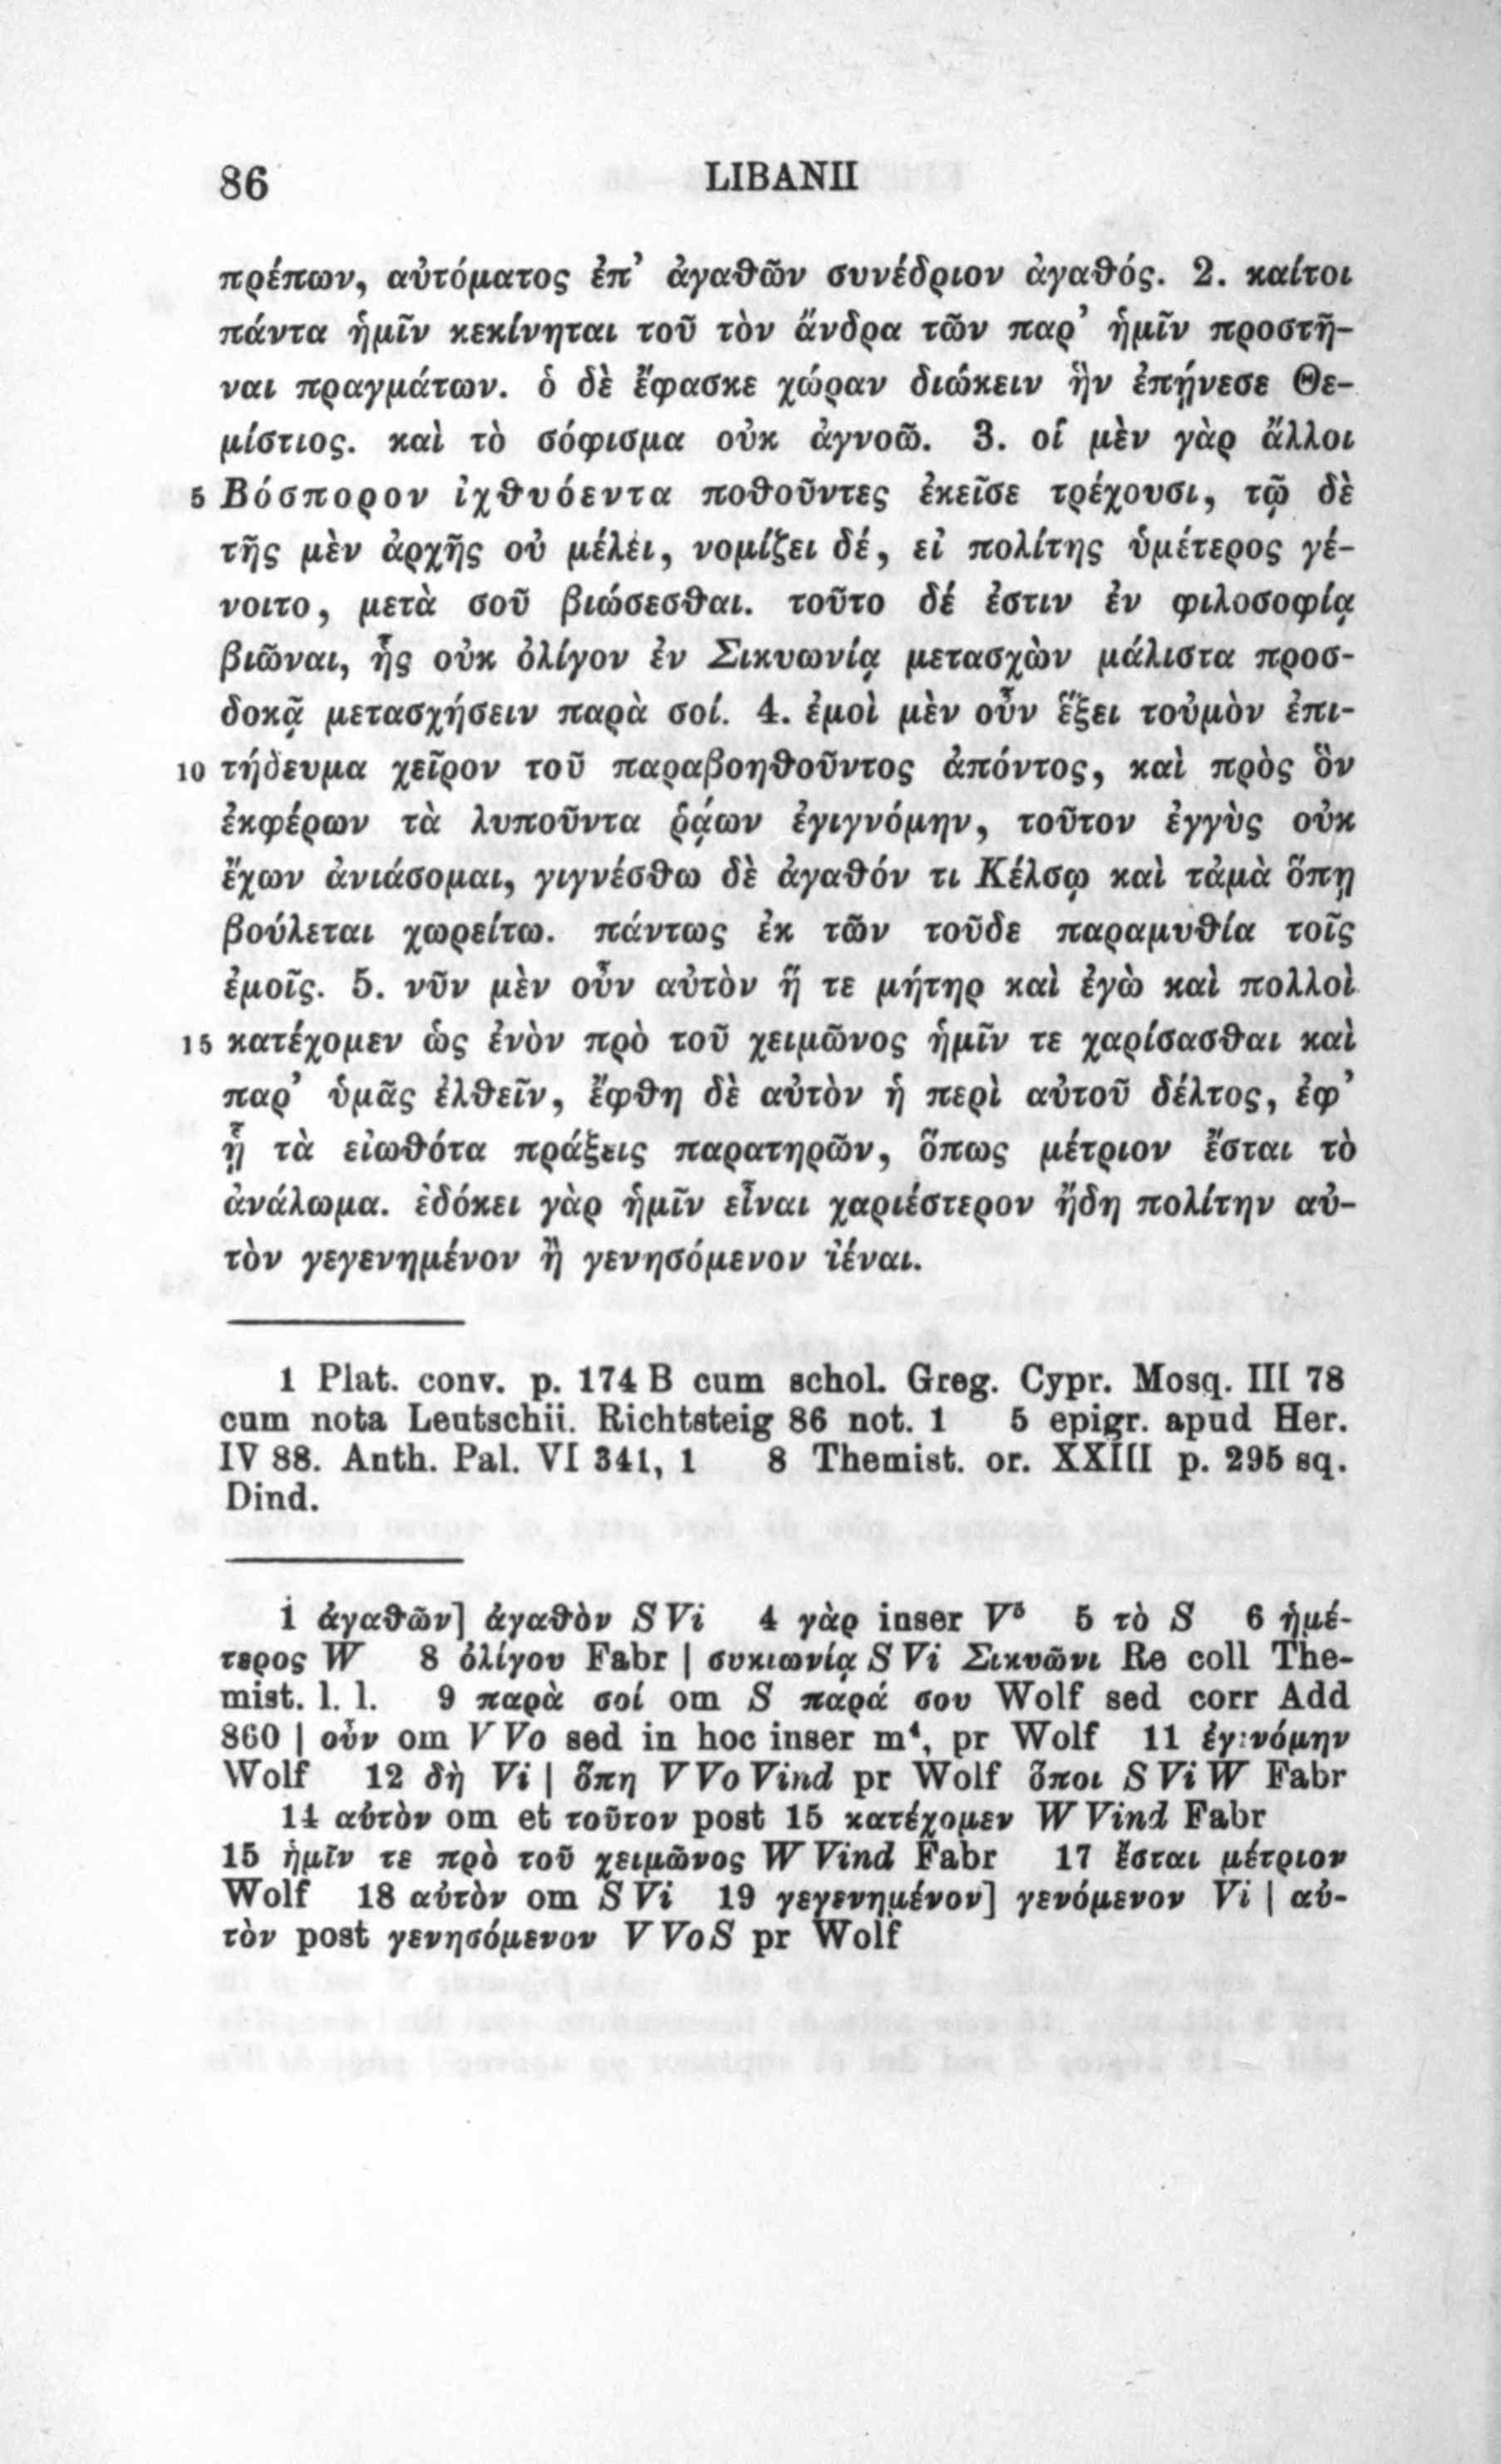 86 LIBANII
πρέπων, αὐτόματος ἐπ’ ἀγαθῶν συνέδριον ἀγαθός. 2. καίτοι
πάντα ἡμῖν κεκίνηται τοῦ τὸν ἄνδρα τῶν παρ’ ἡμῖν προστῆ-
ναι πραγμάτων. ὁ δὲ ἔφασκε χώραν διώκειν ἣν ἐπῄνεσε Θε-
μίστιος. καὶ τὸ σόφισμα οὐκ ἀγνοῶ. 3. οἱ μὲν γὰρ ἄλλοι
5 Βόσπορον ἰχθυόεντα ποθοῦντες ἐκεῖσε τρέχουσι, τῷ δὲ
τῆς μὲν ἀρχῆς οὐ μέλει, νομίζει δέ, εἰ πολίτης ὑμέτερος γέ-
νοιτο, μετὰ σοῦ βιώσεσθαι. τοῦτο δέ ἐστιν ἐν φιλοσοφίᾳ
βιῶναι, ἧς οὐκ ὀλίγον ἐν Σικυωνίᾳ μετασχὼν μάλιστα προσ-
δοκᾷ μετασχήσειν παρὰ σοί. 4. ἐμοὶ μὲν οὖν ἕξει τοὐμὸν ἐπι-
10 τήδευμα χεῖρον τοῦ παραβοηθοῦντος ἀπόντος, καὶ πρὸς ὃν
ἐκφέρων τὰ λυποῦντα ῥᾴων ἐγιγνόμην, τοῦτον ἐγγὺς οὐκ
ἔχων ἀνιάσομαι, γιγνέσθω δὲ ἀγαθόν τι Κέλσῳ καὶ τἀμὰ ὅπῃ
βούλεται χωρείτω. πάντως ἐκ τῶν τοῦδε παραμυθία τοῖς
ἐμοῖς. 5. νῦν μὲν οὖν αὐτὸν ἥ τε μήτηρ καὶ ἐγὼ καὶ πολλοὶ
15 κατέχομεν ὡς ἐνὸν πρὸ τοῦ χειμῶνος ἡμῖν τε χαρίσασθαι καὶ
παρ’ ὑμᾶς ἐλθεῖν, ἔφθη δὲ αὐτὸν ἡ περὶ αὐτοῦ δέλτος, ἐφ’
ᾗ τὰ εἰωθότα πράξεις παρατηρῶν, ὅπως μέτριον ἔσται τὸ
ἀνάλωμα. ἐδόκει γὰρ ἡμῖν εἶναι χαριέστερον ἤδη πολίτην αὐ-
τὸν γεγενημένον ἢ γενησόμενον ἰέναι.
1 Plat. conv. p. 174 B cum schol. Greg. Cypr. Mosq. III 78
cum nota Leutschii. Richtsteig 86 not. 1 5 epigr. apud Her.
IV 88. Anth. Pal. VI 341, 1 8 Themist. or. XXIII p. 295 sq.
Dind.
1 ἀγαθῶν] ἀγαθὸν S Vi 4 γὰρ inser V⁵ 5 τὸ S 6 ἡμέ-
τερος W 8 ὀλίγου Fabr | συκιωνίᾳ S Vi Σικυῶνι Re coll The-
mist. l. l. 9 παρὰ σοί om S παρά σου Wolf sed corr Add
860 | οὖν om V Vo sed in hoc inser m⁴, pr Wolf 11 ἐγινόμην
Wolf 12 δὴ Vi | ὅπη V Vo Vind pr Wolf ὅποι S Vi W Fabr
14 αὐτὸν om et τοῦτον post 15 κατέχομεν W Vind Fabr
15 ἡμῖν τε πρὸ τοῦ χειμῶνος W Vind Fabr 17 ἔσται μέτριον
Wolf 18 αὐτὸν om S Vi 19 γεγενημένον] γενόμενον Vi | αὐ-
τὸν post γενησόμενον V Vo S pr Wolf